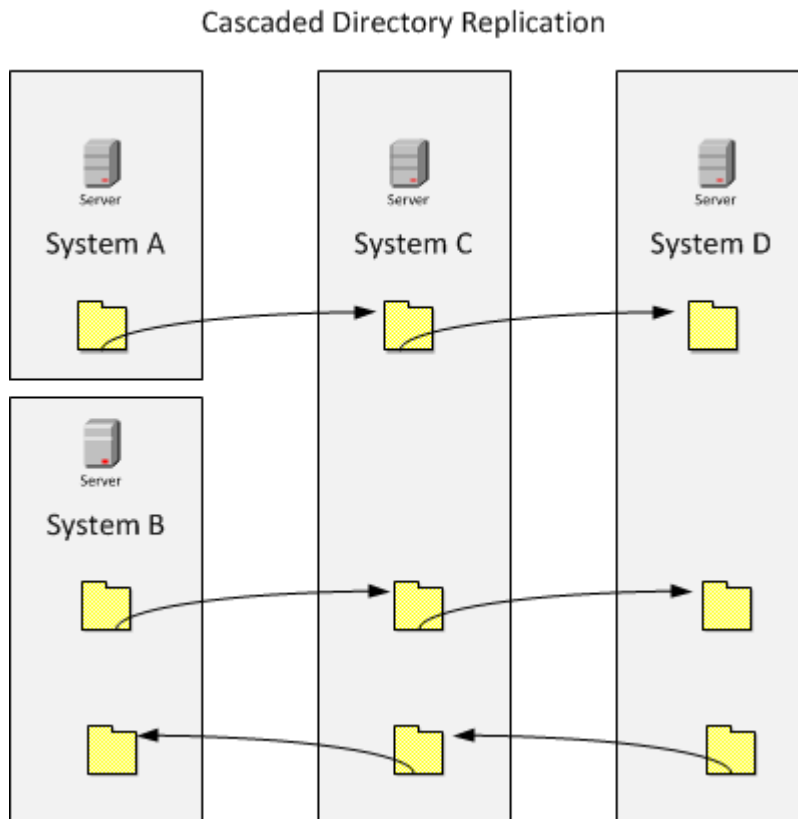 Cascaded Directory Replication
Server
System A
Server
System C
Server
System D
Server
System B